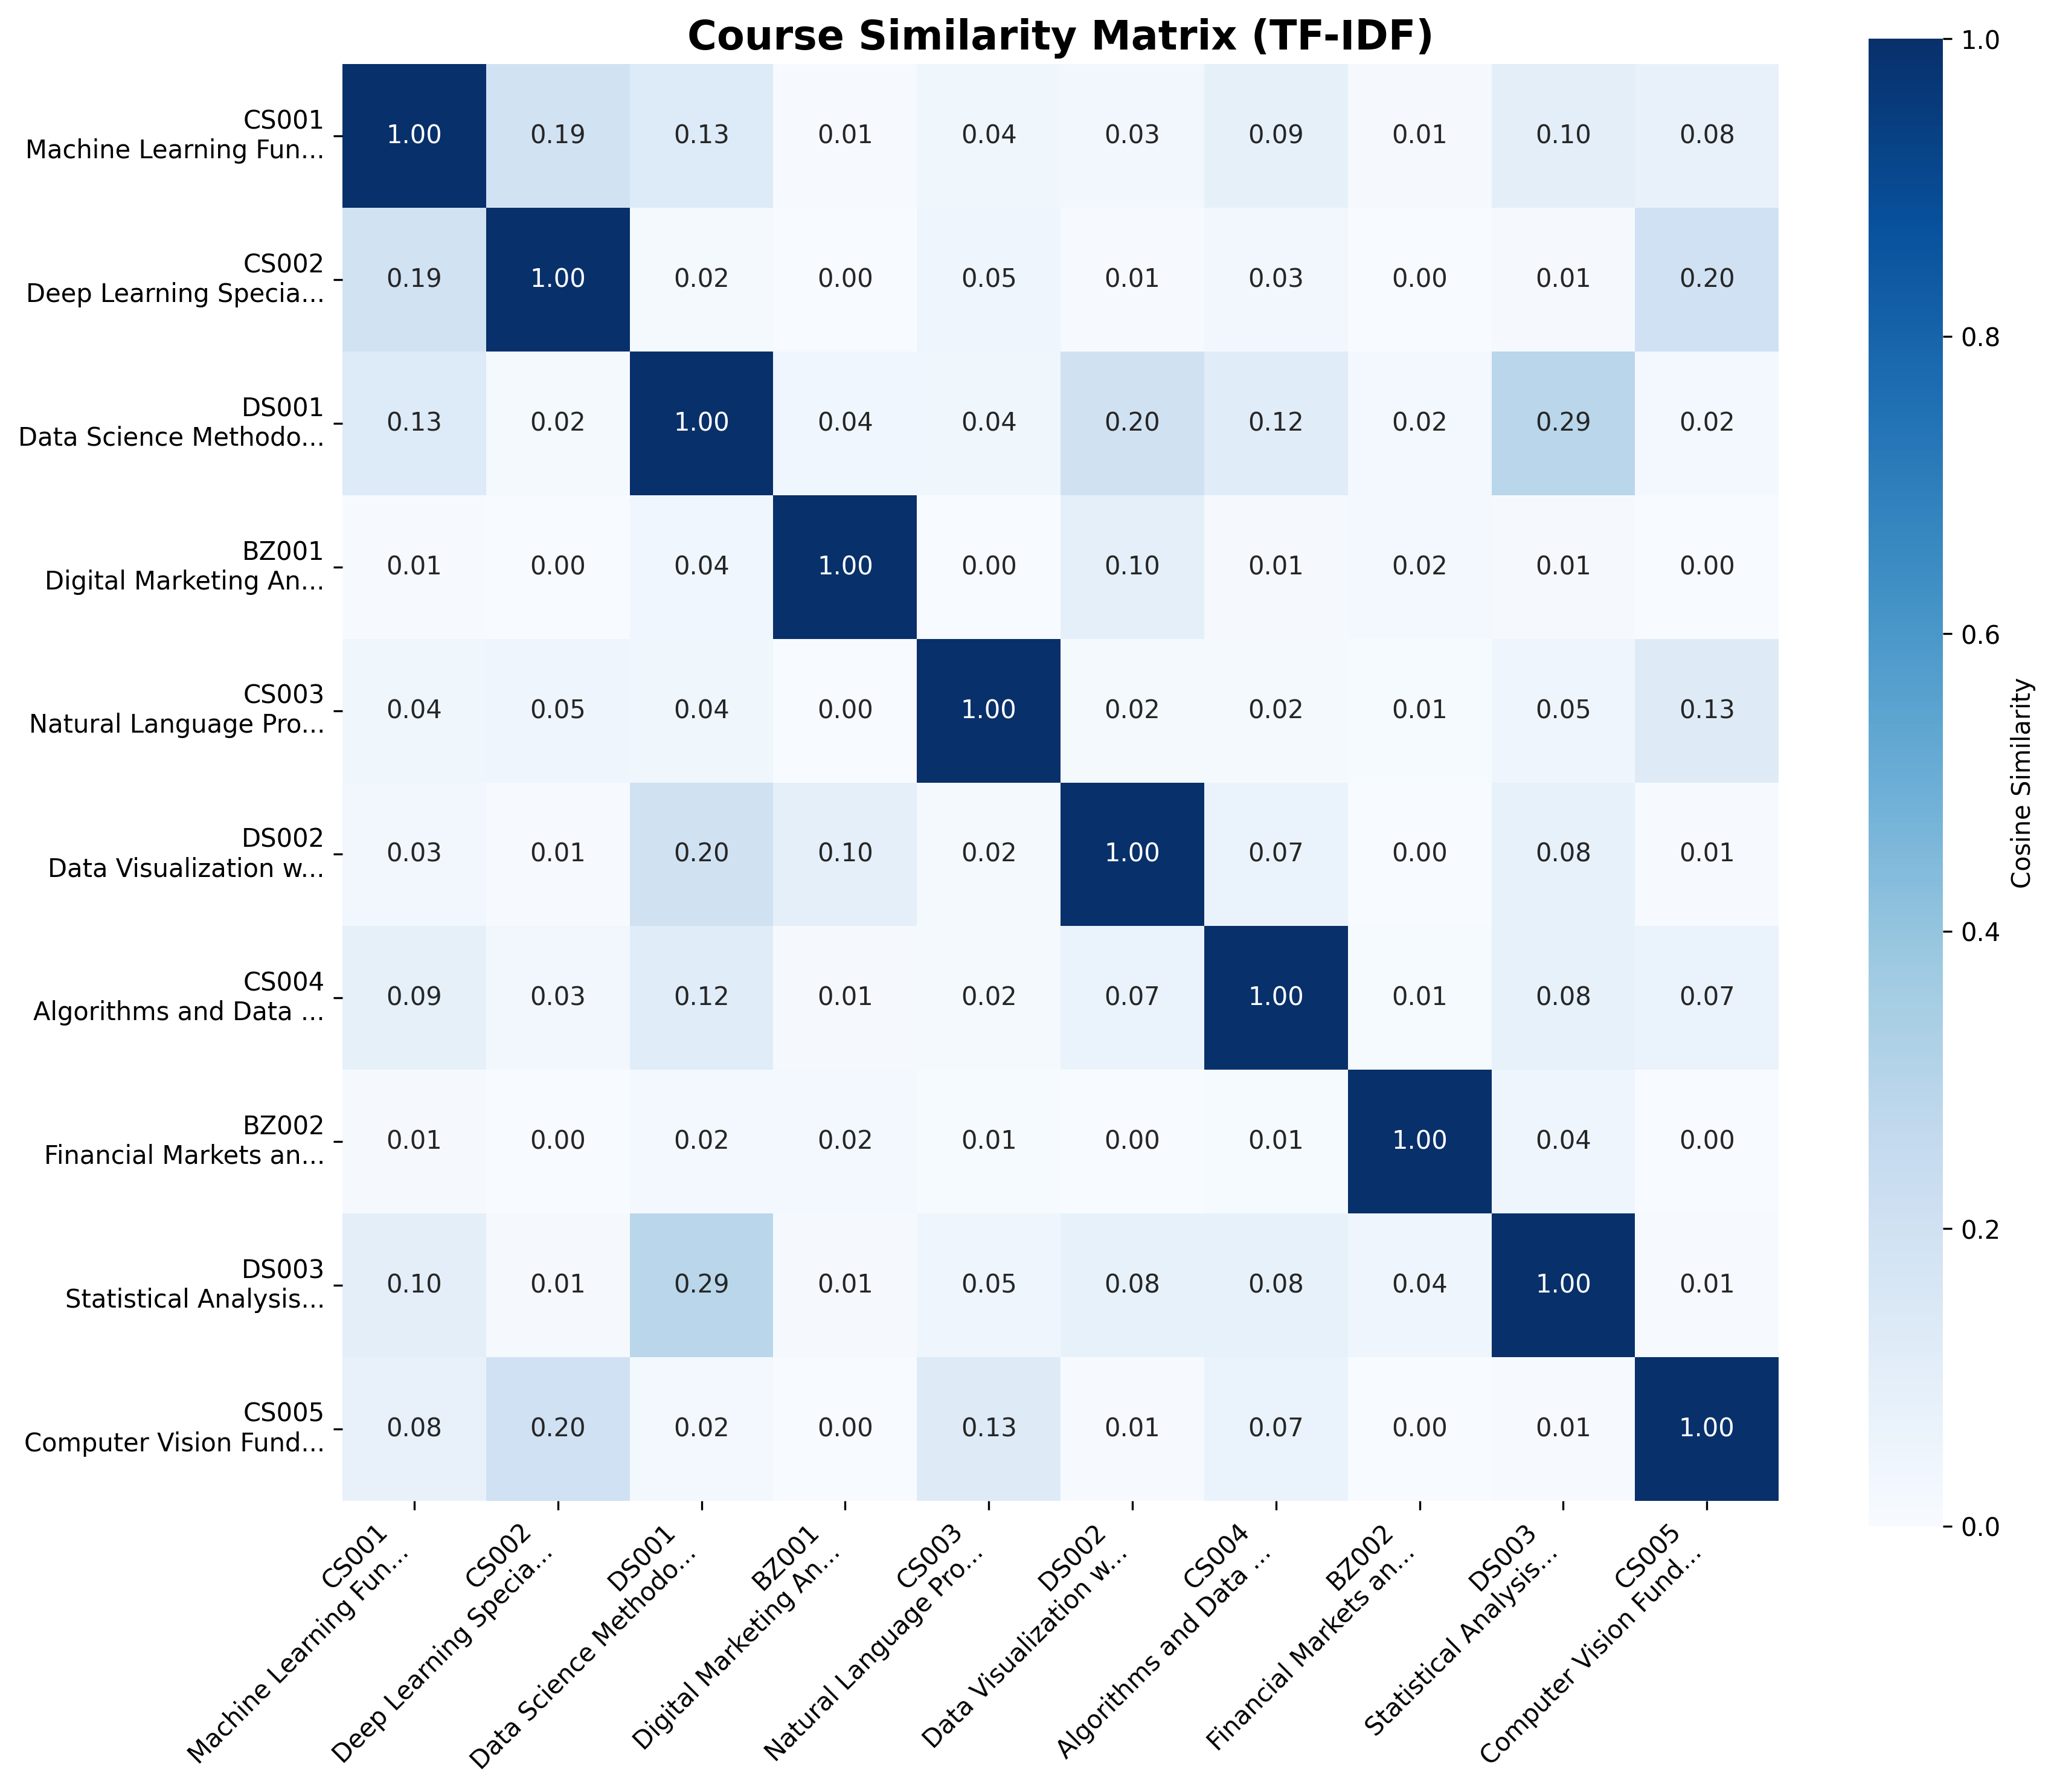 Course Similarity Matrix (TF-IDF)
CS001
Machine Learning Fun...
1.00 0.19 0.13 0.01 0.04 0.03 0.09 0.01 0.10 0.08
CS002
Deep Learning Specia...
0.19 1.00 0.02 0.00 0.05 0.01 0.03 0.00 0.01 0.20
DS001
Data Science Methodo...
0.13 0.02 1.00 0.04 0.04 0.20 0.12 0.02 0.29 0.02
BZ001
Digital Marketing An...
0.01 0.00 0.04 1.00 0.00 0.10 0.01 0.02 0.01 0.00
CS003
Natural Language Pro...
0.04 0.05 0.04 0.00 1.00 0.02 0.02 0.01 0.05 0.13
DS002
Data Visualization w...
0.03 0.01 0.20 0.10 0.02 1.00 0.07 0.00 0.08 0.01
CS004
Algorithms and Data ...
0.09 0.03 0.12 0.01 0.02 0.07 1.00 0.01 0.08 0.07
BZ002
Financial Markets an...
0.01 0.00 0.02 0.02 0.01 0.00 0.01 1.00 0.04 0.00
DS003
Statistical Analysis...
0.10 0.01 0.29 0.01 0.05 0.08 0.08 0.04 1.00 0.01
CS005
Computer Vision Fund...
0.08 0.20 0.02 0.00 0.13 0.01 0.07 0.00 0.01 1.00
CS001
Machine Learning Fun...
CS002
Deep Learning Specia...
DS001
Data Science Methodo...
BZ001
Digital Marketing An...
CS003
Natural Language Pro...
DS002
Data Visualization w...
CS004
Algorithms and Data ...
BZ002
Financial Markets an...
DS003
Statistical Analysis...
CS005
Computer Vision Fund...
1.0
0.8
0.6
0.4
0.2
0.0
Cosine Similarity